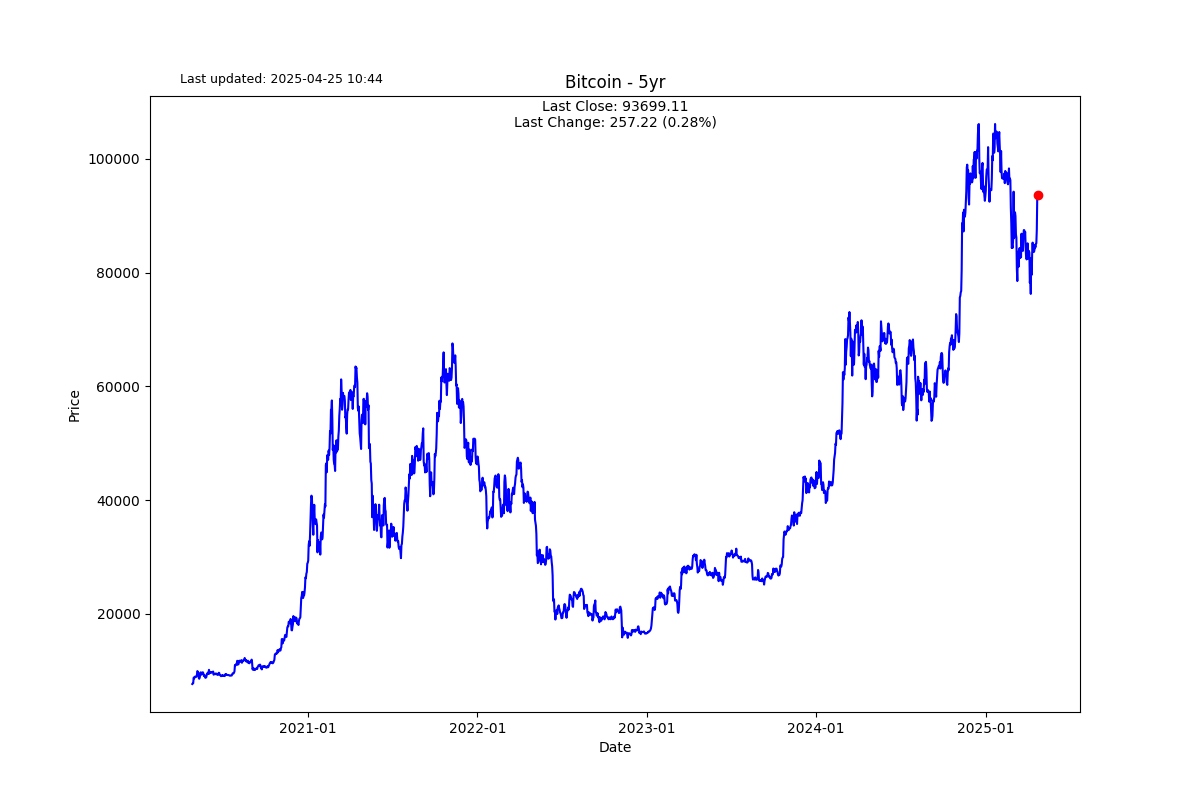 Last updated: 2025-04-25 10:44
Bitcoin - 5yr
Last Close: 93699.11
Last Change: 257.22 (0.28%)
100000
80000
60000
40000
20000
Price
2021-01
2022-01
2023-01
2024-01
2025-01
Date